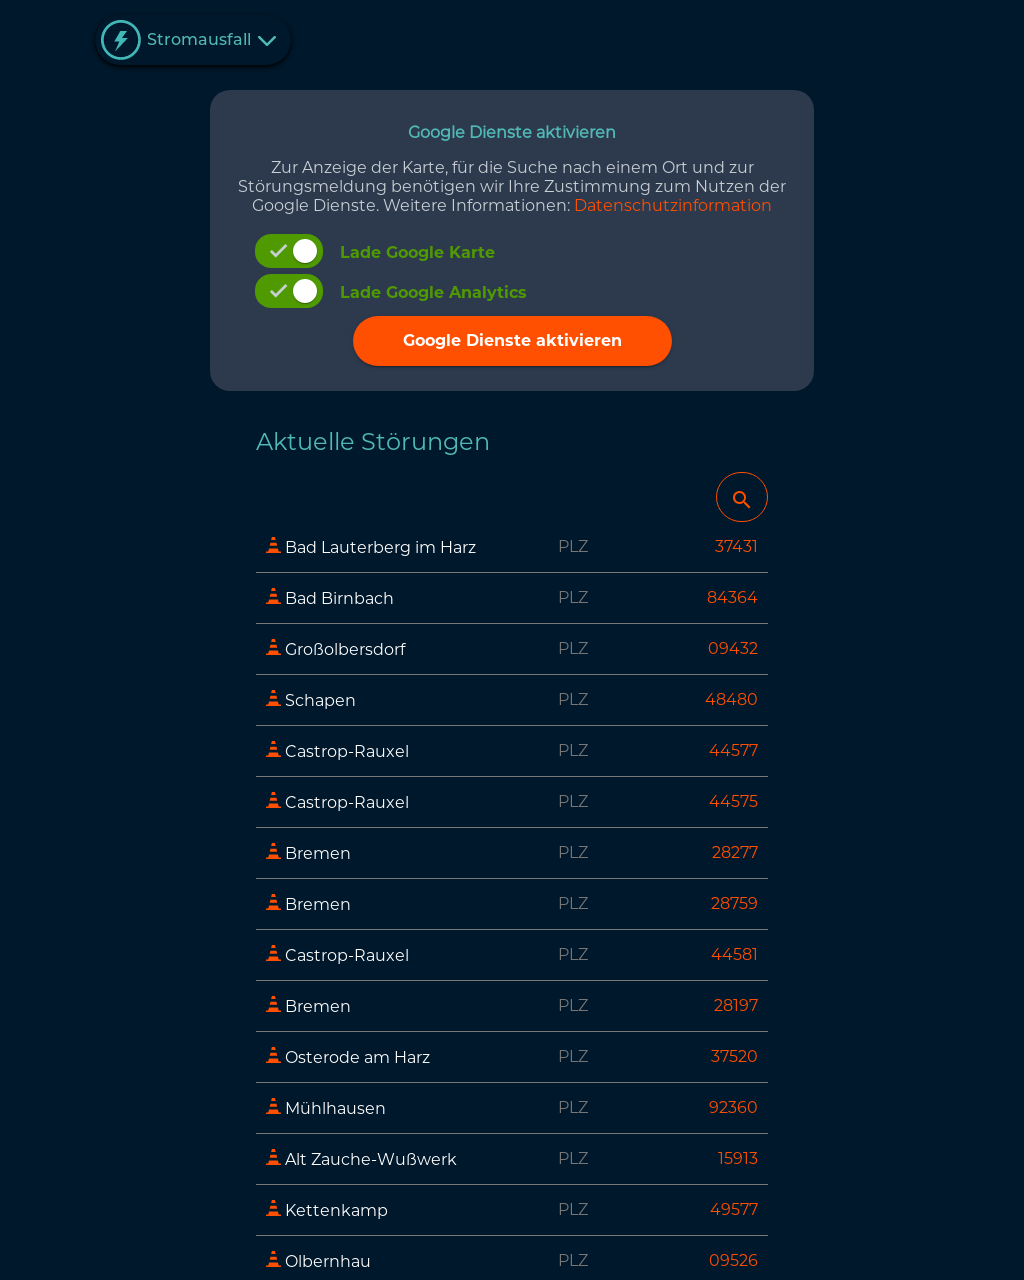 Stromausfall
Google Dienste aktivieren
Zur Anzeige der Karte, für die Suche nach einem Ort und zur
Störungsmeldung benötigen wir Ihre Zustimmung zum Nutzen der
Google Dienste. Weitere Informationen: Datenschutzinformation
Lade Google Karte
Lade Google Analytics
Google Dienste aktivieren
Aktuelle Störungen
Bad Lauterberg im Harz PLZ 37431
Bad Birnbach PLZ 84364
Großolbersdorf PLZ 09432
Schapen PLZ 48480
Castrop-Rauxel PLZ 44577
Castrop-Rauxel PLZ 44575
Bremen PLZ 28277
Bremen PLZ 28759
Castrop-Rauxel PLZ 44581
Bremen PLZ 28197
Osterode am Harz PLZ 37520
Mühlhausen PLZ 92360
Alt Zauche-Wußwerk PLZ 15913
Kettenkamp PLZ 49577
Olbernhau PLZ 09526